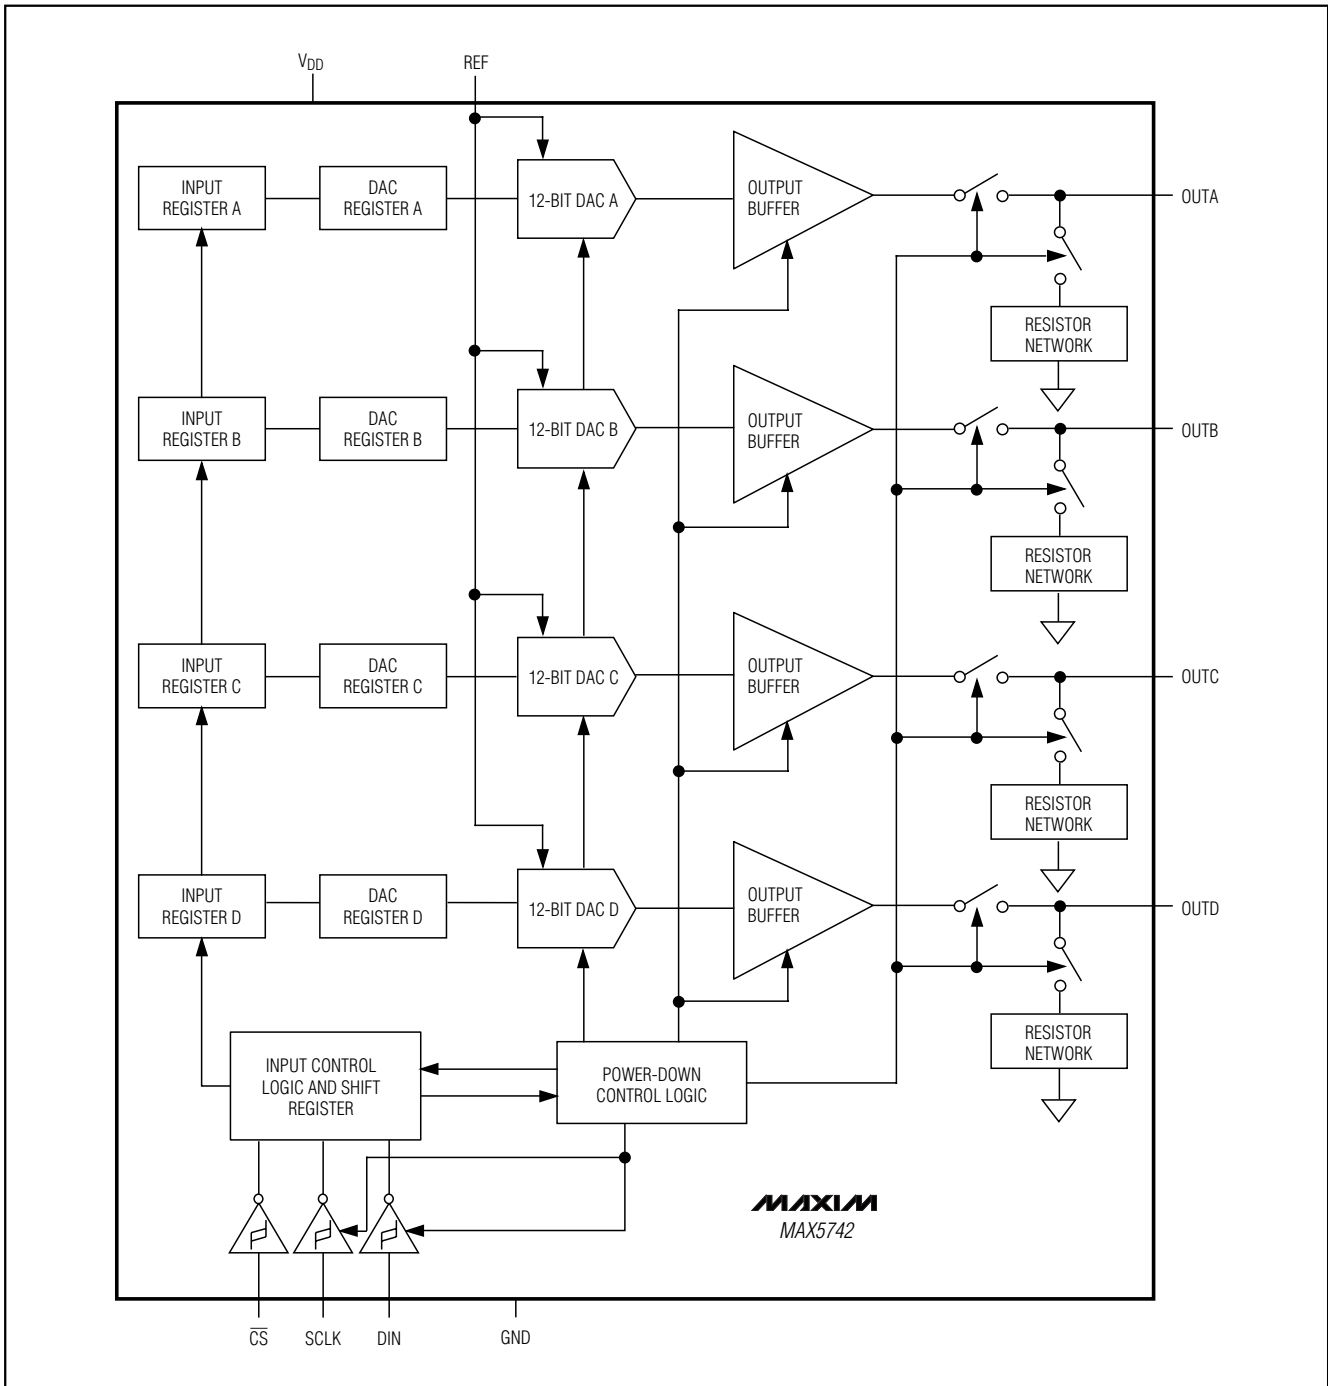 VDD
REF
INPUT
REGISTER A
DAC
REGISTER A
12-BIT DAC A
OUTPUT
BUFFER
OUTA
RESISTOR
NETWORK
INPUT
REGISTER B
DAC
REGISTER B
12-BIT DAC B
OUTPUT
BUFFER
OUTB
RESISTOR
NETWORK
INPUT
REGISTER C
DAC
REGISTER C
12-BIT DAC C
OUTPUT
BUFFER
OUTC
RESISTOR
NETWORK
INPUT
REGISTER D
DAC
REGISTER D
12-BIT DAC D
OUTPUT
BUFFER
OUTD
RESISTOR
NETWORK
INPUT CONTROL
LOGIC AND SHIFT
REGISTER
POWER-DOWN
CONTROL LOGIC
MAXIM
MAX5742
CS
SCLK
DIN
GND